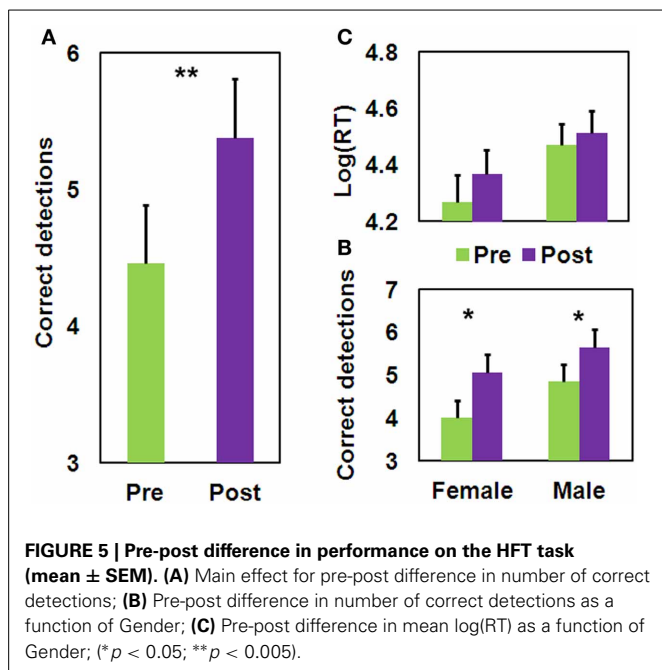 A
6
5
4
3
Correct detections
**
Pre
Post
C
4.8
4.6
4.4
4.2
Log(RT)
Pre Post
B
7
6
5
4
3
Correct detections
*
*
Female
Male
FIGURE 5 | Pre-post difference in performance on the HFT task
(mean ± SEM). (A) Main effect for pre-post difference in number of correct
detections; (B) Pre-post difference in number of correct detections as a
function of Gender; (C) Pre-post difference in mean log(RT) as a function of
Gender; (*p < 0.05; **p < 0.005).